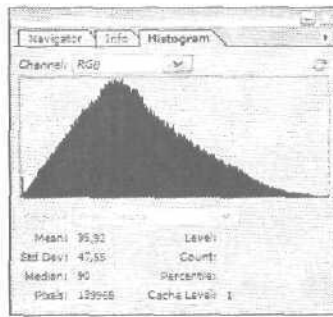 Navigator Info Histogram
Channel: RGB
Mean: 95,92 Level:
Std Dev: 47,55 Count:
Median: 90 Percentile:
Pixels: 139968 Cache Level: 1